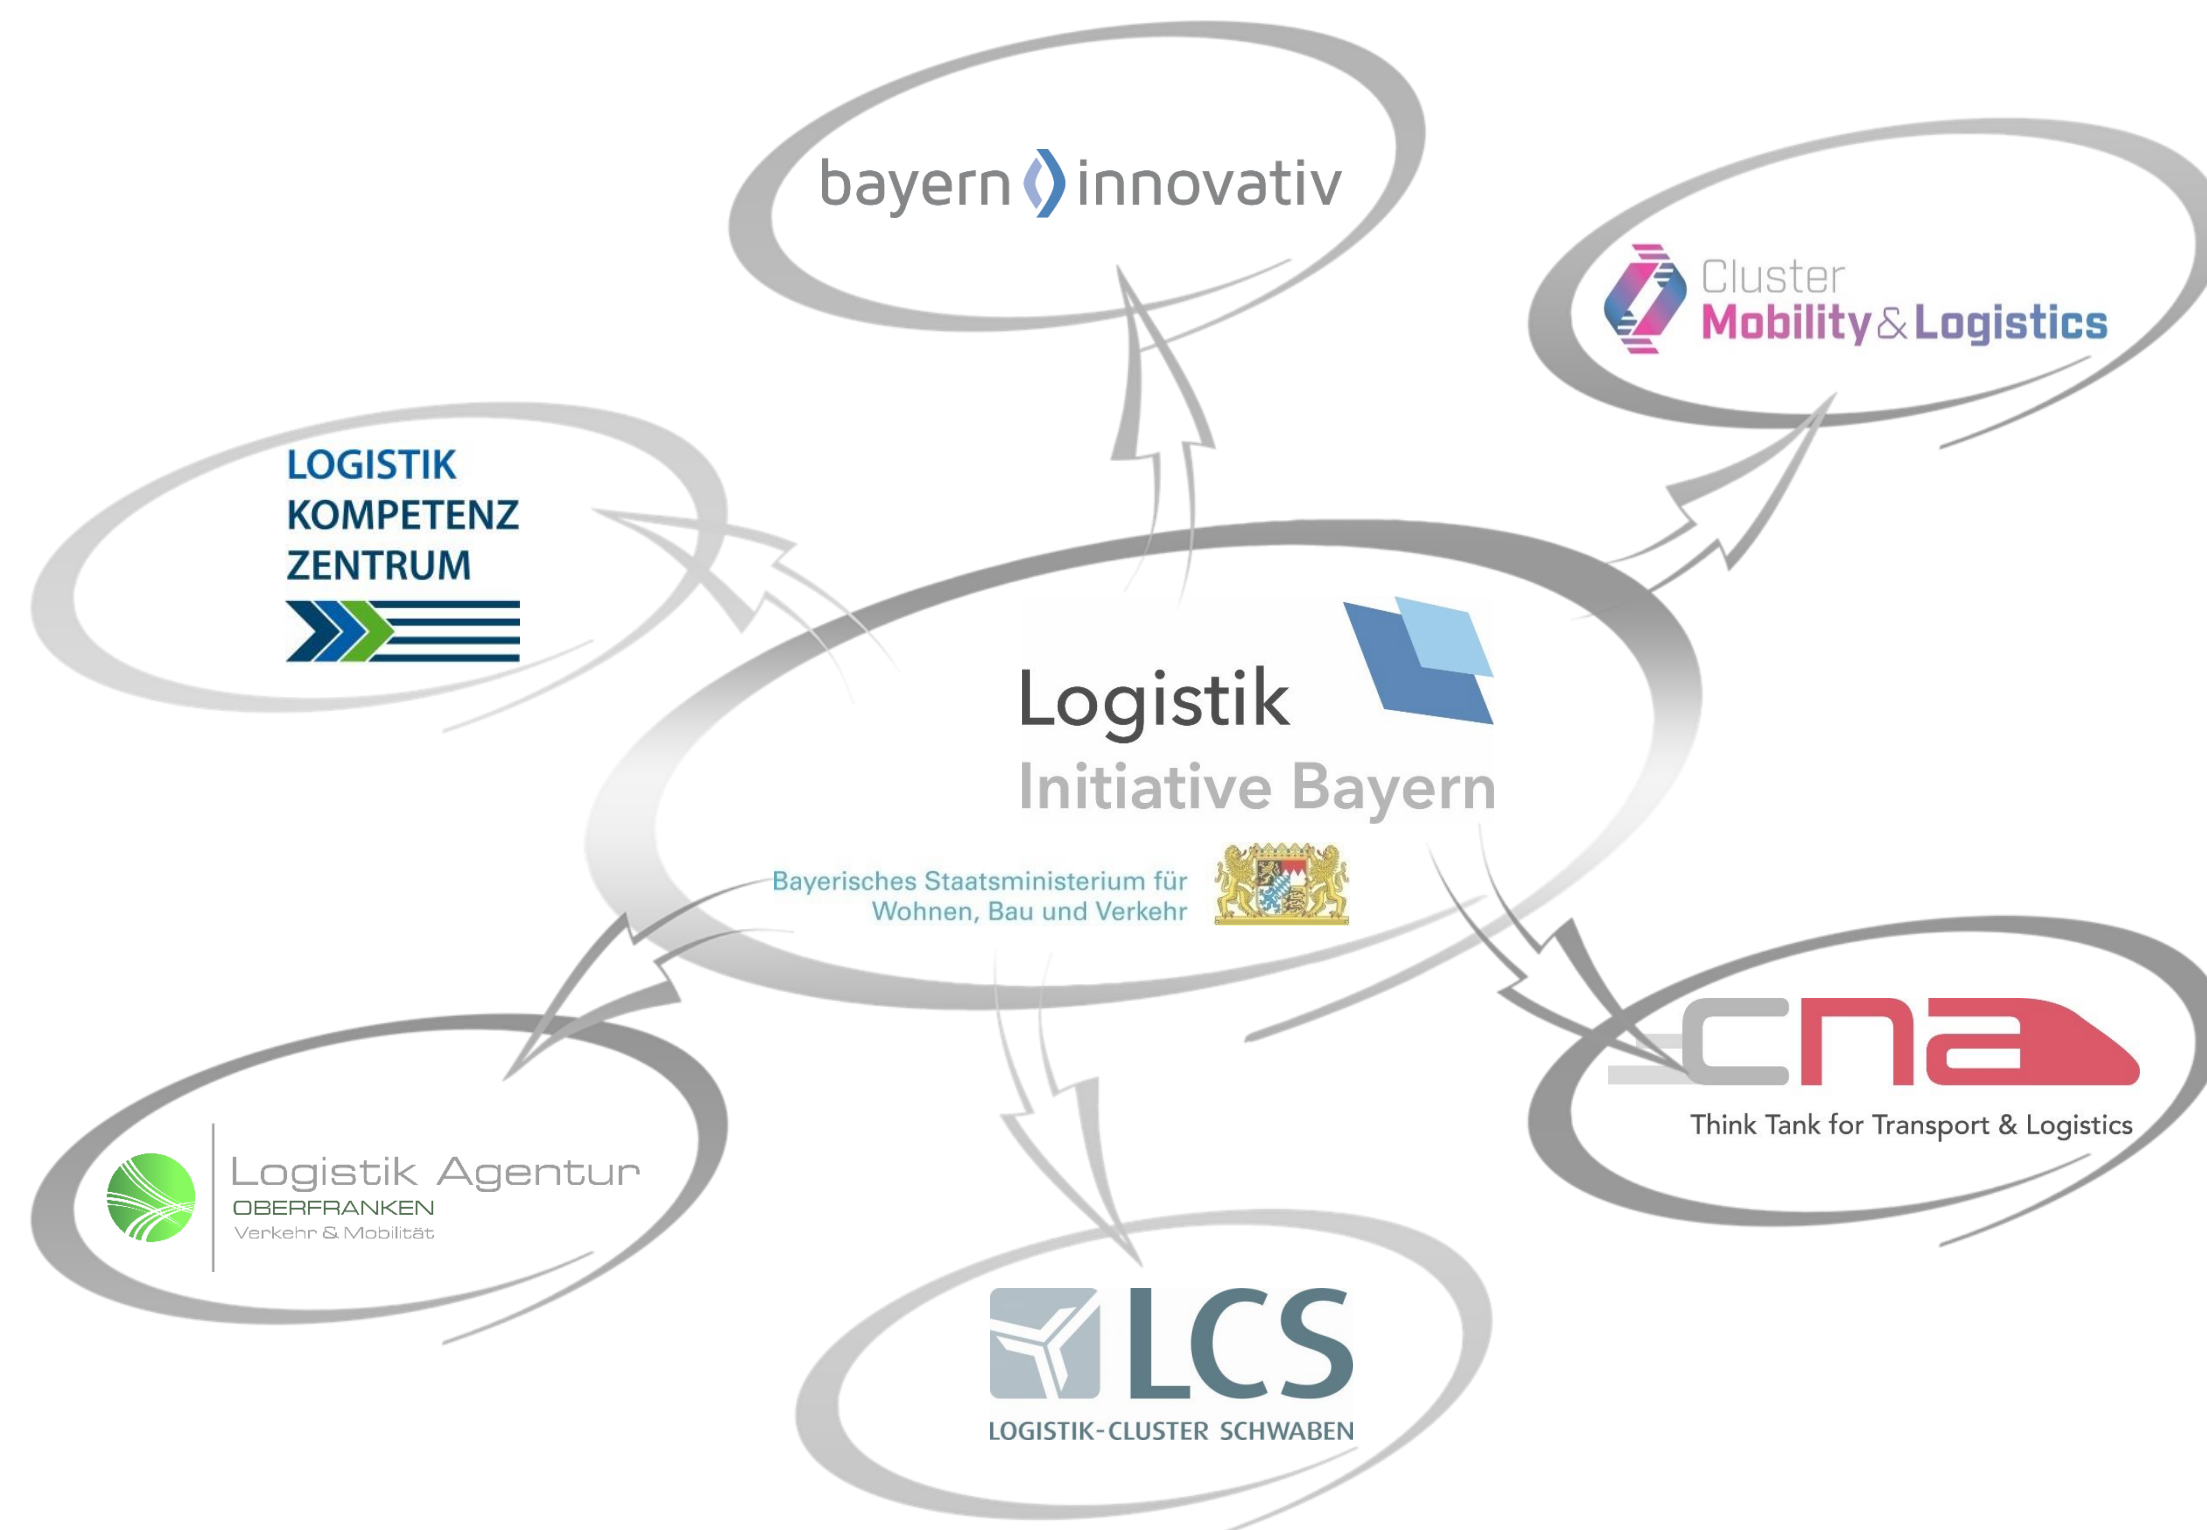 bayern innovativ
Cluster
Mobility & Logistics
LOGISTIK
KOMPETENZ
ZENTRUM
Logistik
Initiative Bayern
Bayerisches Staatsministerium für
Wohnen, Bau und Verkehr
cna
Think Tank for Transport & Logistics
Logistik Agentur
OBERFRANKEN
Verkehr & Mobilität
LCS
LOGISTIK-CLUSTER SCHWABEN